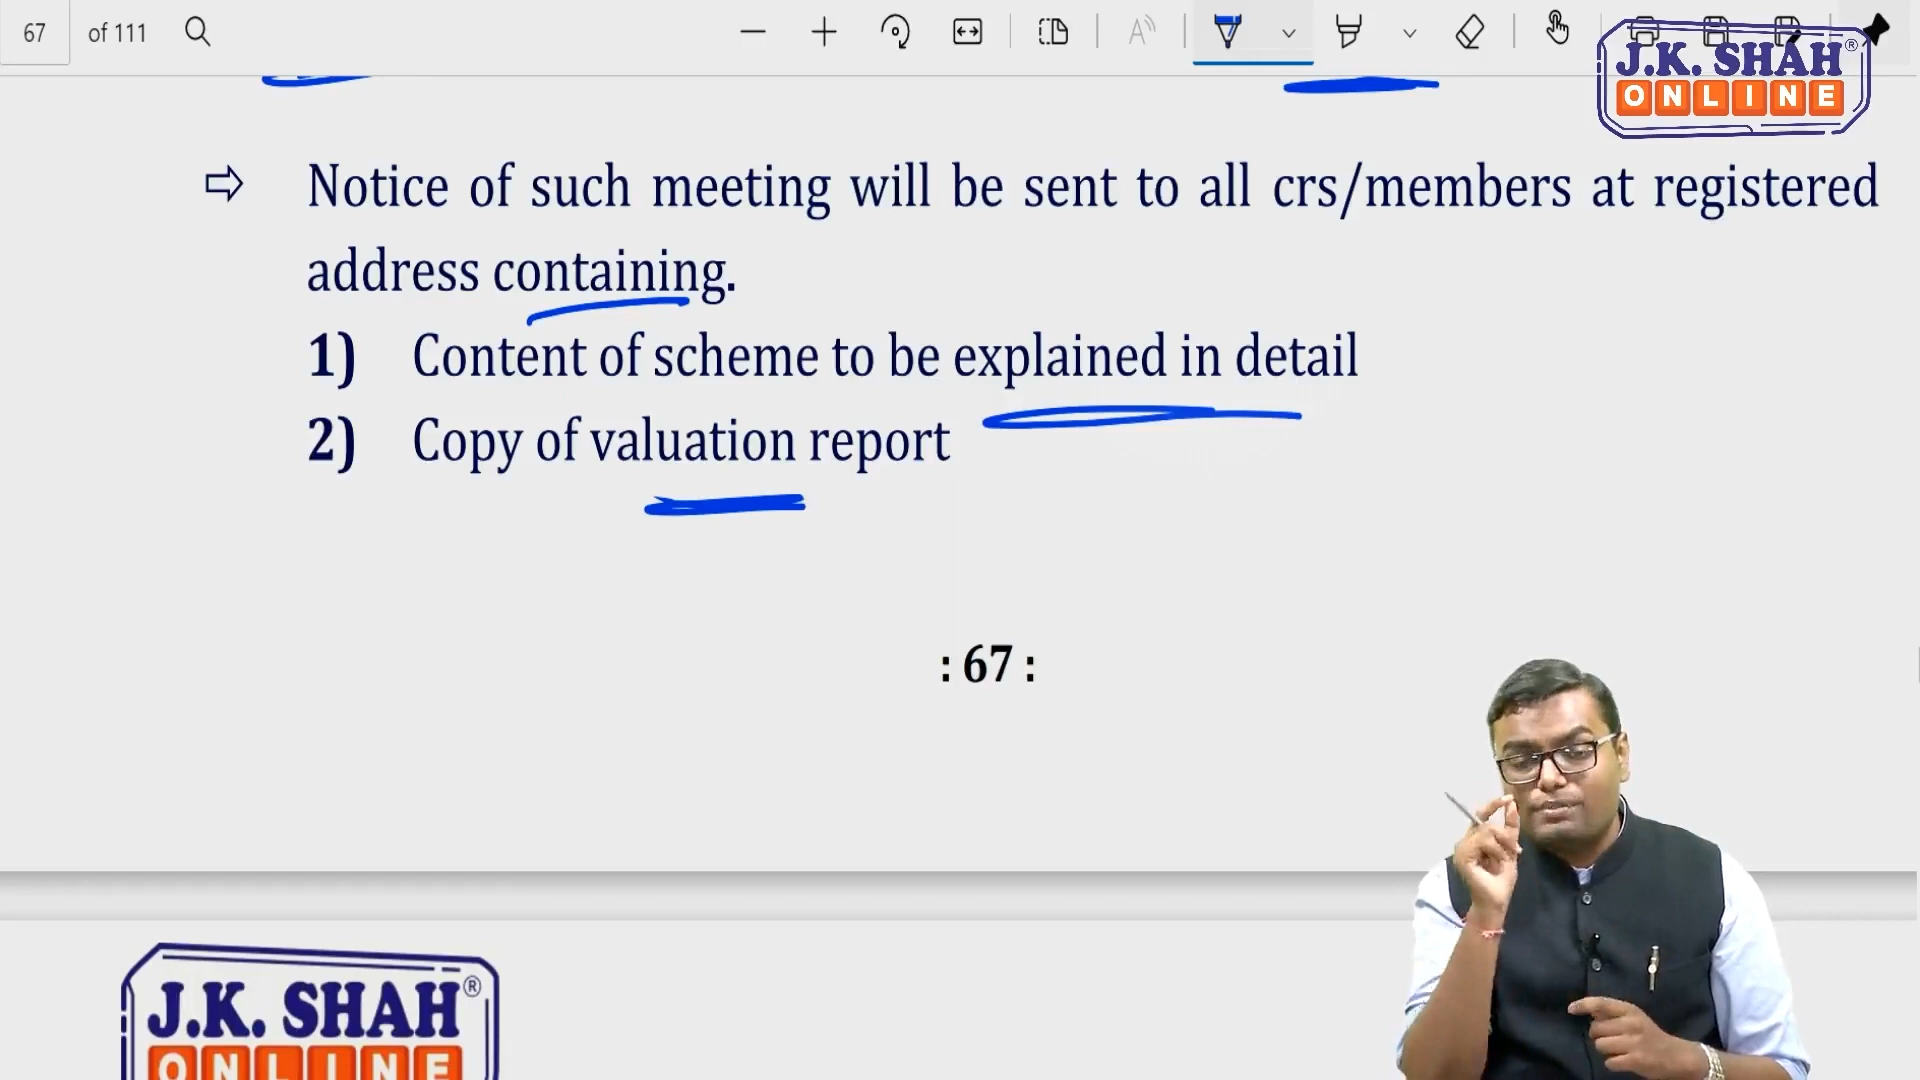 67 of 111
J.K. SHAH®
ONLINE
⇨ Notice of such meeting will be sent to all crs/members at registered
address containing.
1) Content of scheme to be explained in detail
2) Copy of valuation report
: 67 :
J.K. SHAH®
ONLINE